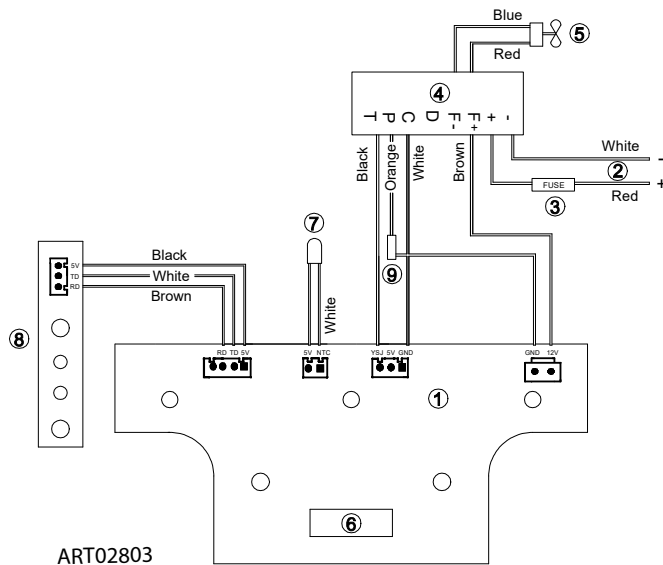 Blue
⑤
Red
④
T P C D F- F+ + -
White -
②
FUSE
Red +
③
Black
Orange
White
Brown
⑦
⑨
5V
TD
RD
Black
White
Brown
White
⑧
RD TD 5V
5V NTC
YSJ 5V GND
GND 12V
①
⑥
ART02803